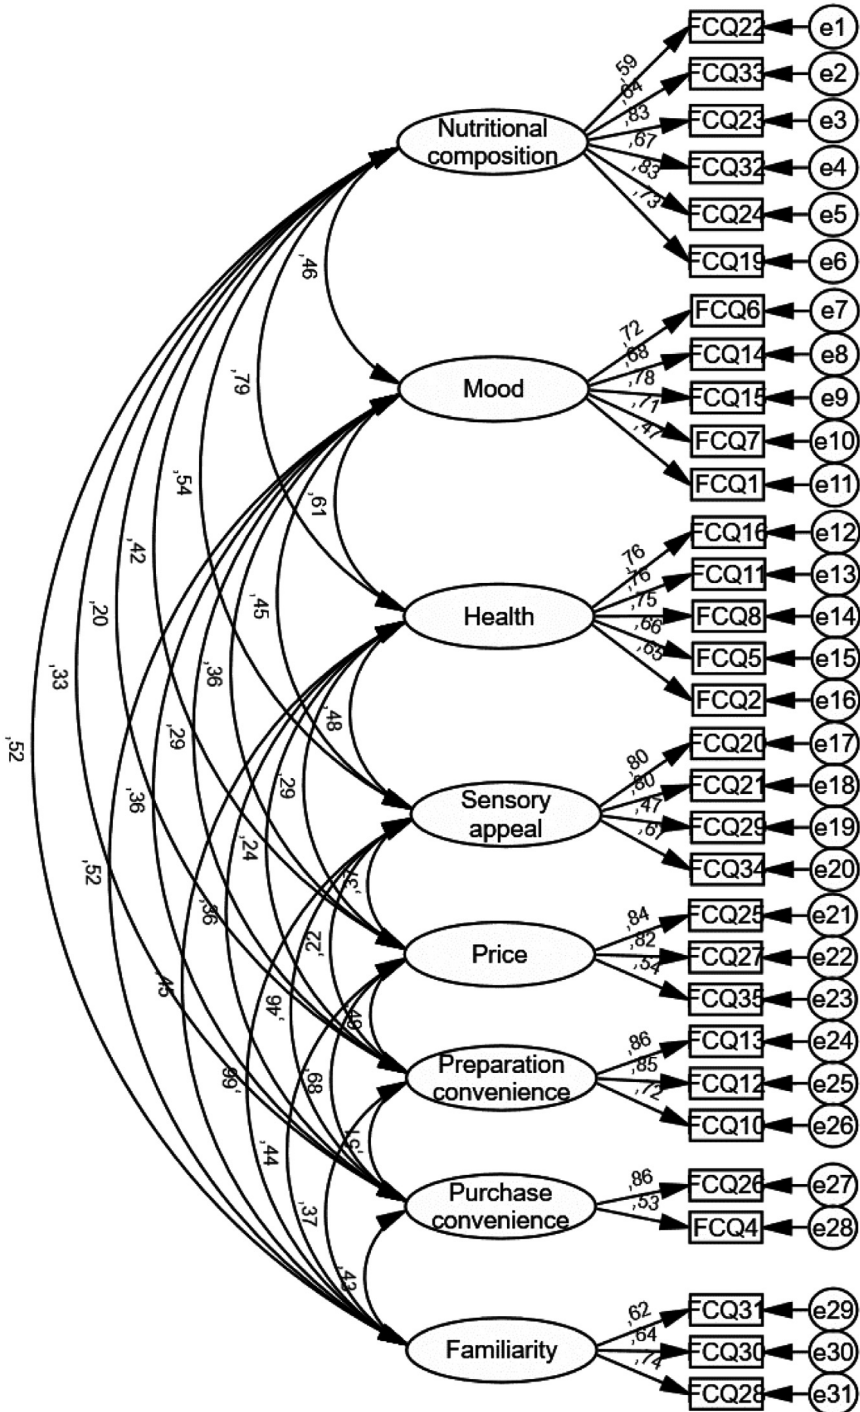 FCQ22 e1
,59
FCQ33 e2
,64
FCQ23 e3
,83
Nutritional
composition
,67
FCQ32 e4
,83
FCQ24 e5
,73
FCQ19 e6
,46
FCQ6 e7
,72
FCQ14 e8
,68
,79
Mood
,78
FCQ15 e9
,71
FCQ7 e10
,47
FCQ1 e11
,54
,61
FCQ16 e12
,42
,76
FCQ11 e13
,76
,20
,45
,75
Health
FCQ8 e14
,66
FCQ5 e15
,65
,33
,36
FCQ2 e16
,52
,29
,48
FCQ20 e17
,80
,36
,29
FCQ21 e18
,80
Sensory
appeal
,47
FCQ29 e19
,24
FCQ34 e20
,52
,36
FCQ25 e21
,84
,22
Price
,82
FCQ27 e22
,54
FCQ35 e23
,45
,46
FCQ13 e24
,86
Preparation
convenience
,85
FCQ12 e25
,72
FCQ10 e26
,66
,68
,44
Purchase
convenience
,86
FCQ26 e27
,53
FCQ4 e28
,37
,43
FCQ31 e29
,62
Familiarity
,64
FCQ30 e30
,74
FCQ28 e31